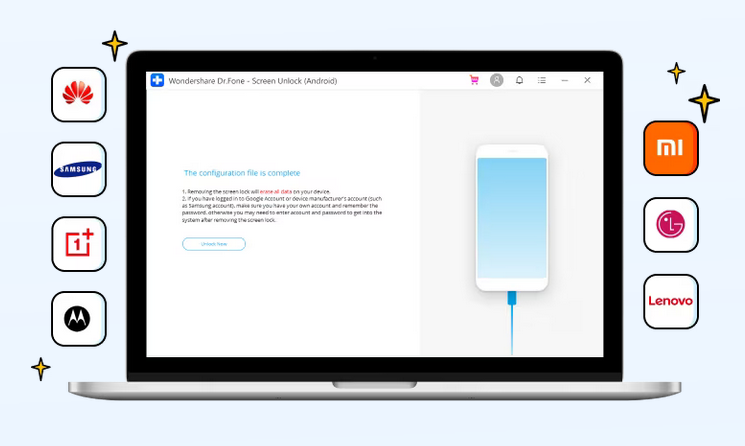 Wondershare Dr.Fone - Screen Unlock (Android)
SAMSUNG
1+
mi
LG
Lenovo
The configuration file is complete
1. Removing the screen lock will erase all data on your device.
2. If you have logged in to Google Account or device manufacturer's account (such
as Samsung account), make sure you have your own account and remember the
password, otherwise you may need to enter account and password to get into the
system after removing the screen lock.
Unlock Now